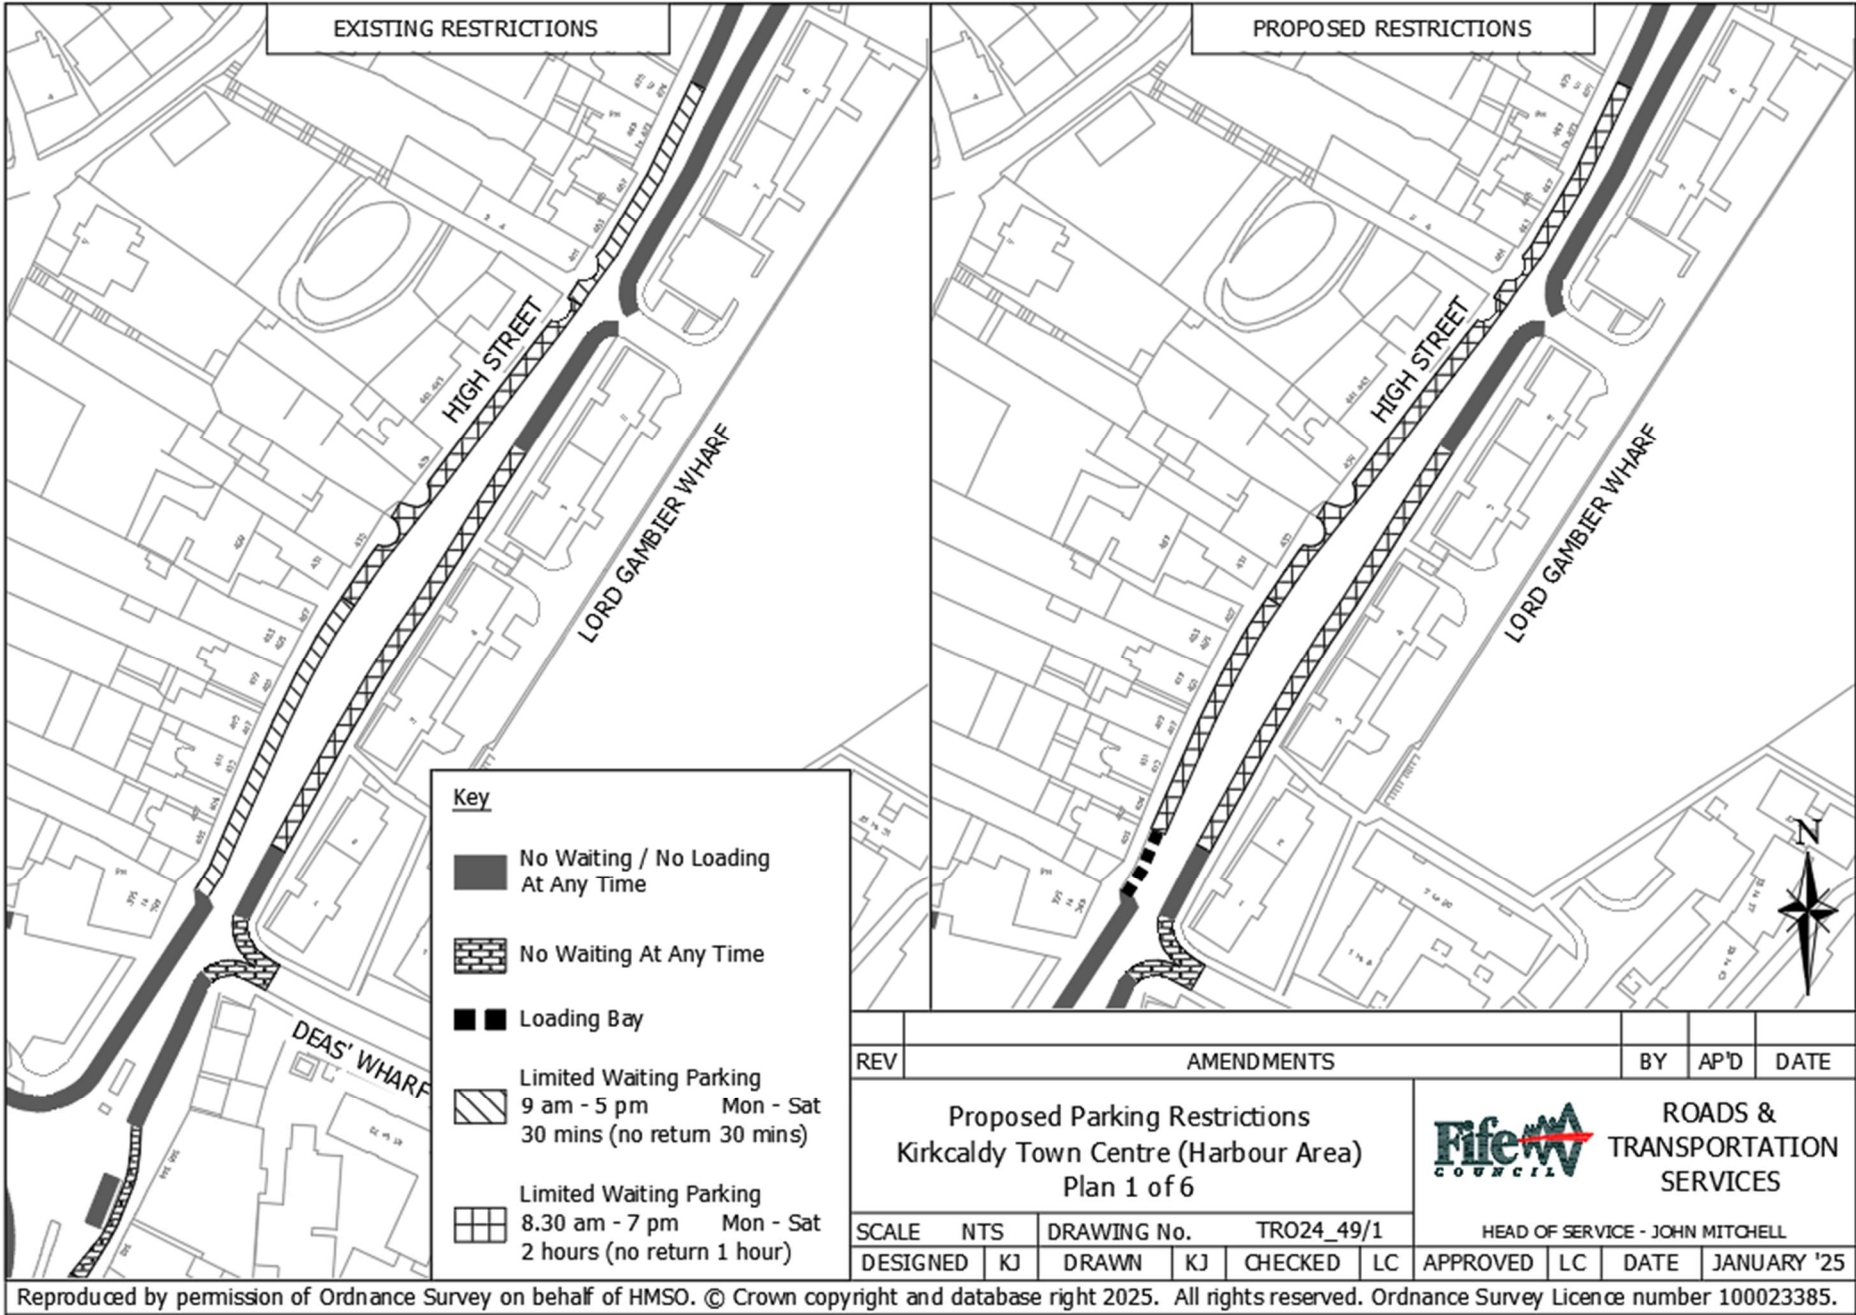 EXISTING RESTRICTIONS
PROPOSED RESTRICTIONS
HIGH STREET
LORD GAMBIER WHARF
DEAS' WHARF
HIGH STREET
LORD GAMBIER WHARF
N
Key
No Waiting / No Loading
At Any Time
No Waiting At Any Time
Loading Bay
Limited Waiting Parking
9 am - 5 pm Mon - Sat
30 mins (no return 30 mins)
Limited Waiting Parking
8.30 am - 7 pm Mon - Sat
2 hours (no return 1 hour)
REV AMENDMENTS BY AP'D DATE
Proposed Parking Restrictions
Kirkcaldy Town Centre (Harbour Area)
Plan 1 of 6
Fife
COUNCIL
ROADS &
TRANSPORTATION
SERVICES
HEAD OF SERVICE - JOHN MITCHELL
SCALE NTS DRAWING No. TRO24_49/1
DESIGNED KJ DRAWN KJ CHECKED LC APPROVED LC DATE JANUARY '25
Reproduced by permission of Ordnance Survey on behalf of HMSO. © Crown copyright and database right 2025. All rights reserved. Ordnance Survey Licence number 100023385.